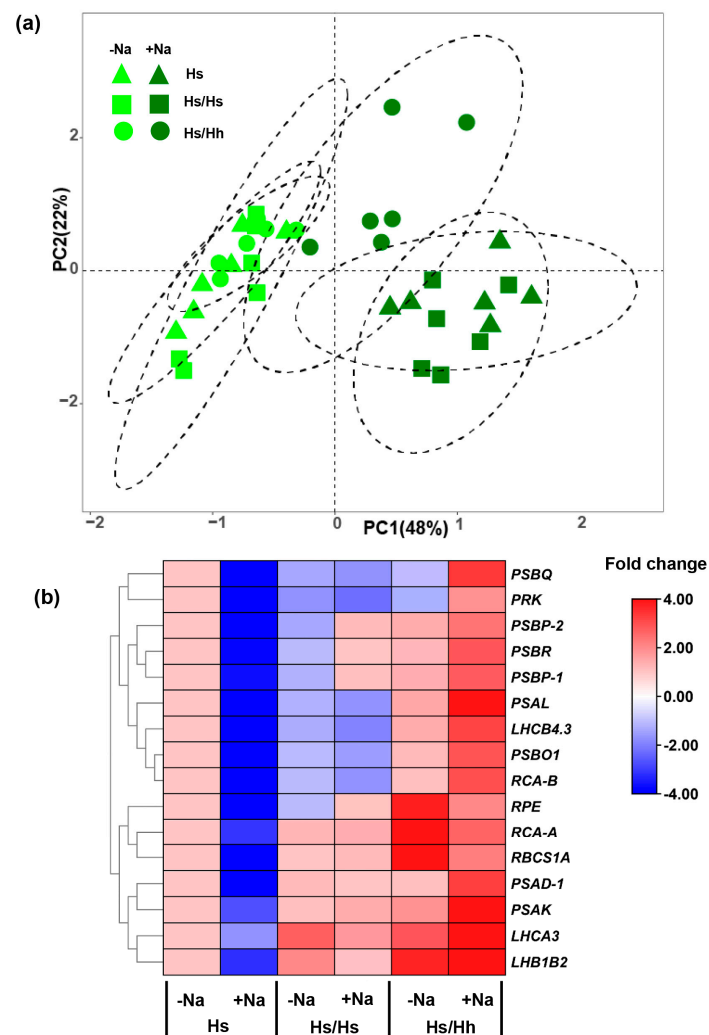 (a)
-Na +Na
Hs
Hs/Hs
Hs/Hh
PC2(22%)
2
0
−2
−2 −1 0 1 2
PC1(48%)
(b)
Fold change
4.00
2.00
0.00
-2.00
-4.00
PSBQ
PRK
PSBP-2
PSBR
PSBP-1
PSAL
LHCB4.3
PSBO1
RCA-B
RPE
RCA-A
RBCS1A
PSAD-1
PSAK
LHCA3
LHB1B2
-Na +Na -Na +Na -Na +Na
Hs Hs/Hs Hs/Hh